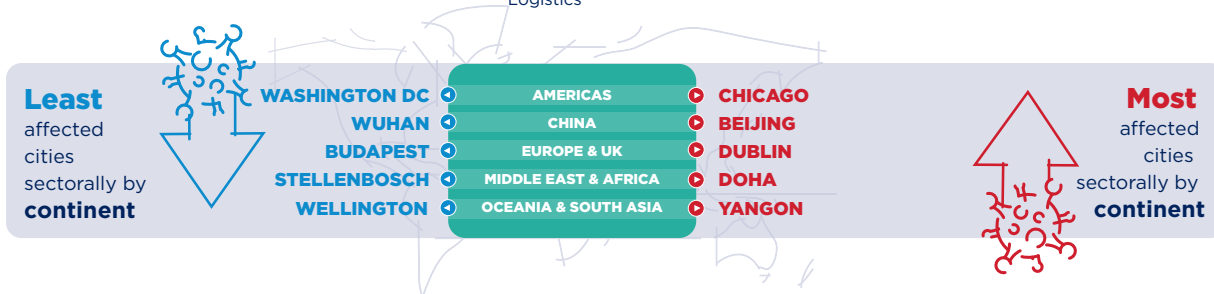 Logistics
Least
affected
cities
sectorally by
continent
WASHINGTON DC AMERICAS CHICAGO
WUHAN CHINA BEIJING
BUDAPEST EUROPE & UK DUBLIN
STELLENBOSCH MIDDLE EAST & AFRICA DOHA
WELLINGTON OCEANIA & SOUTH ASIA YANGON
Most
affected
cities
sectorally by
continent